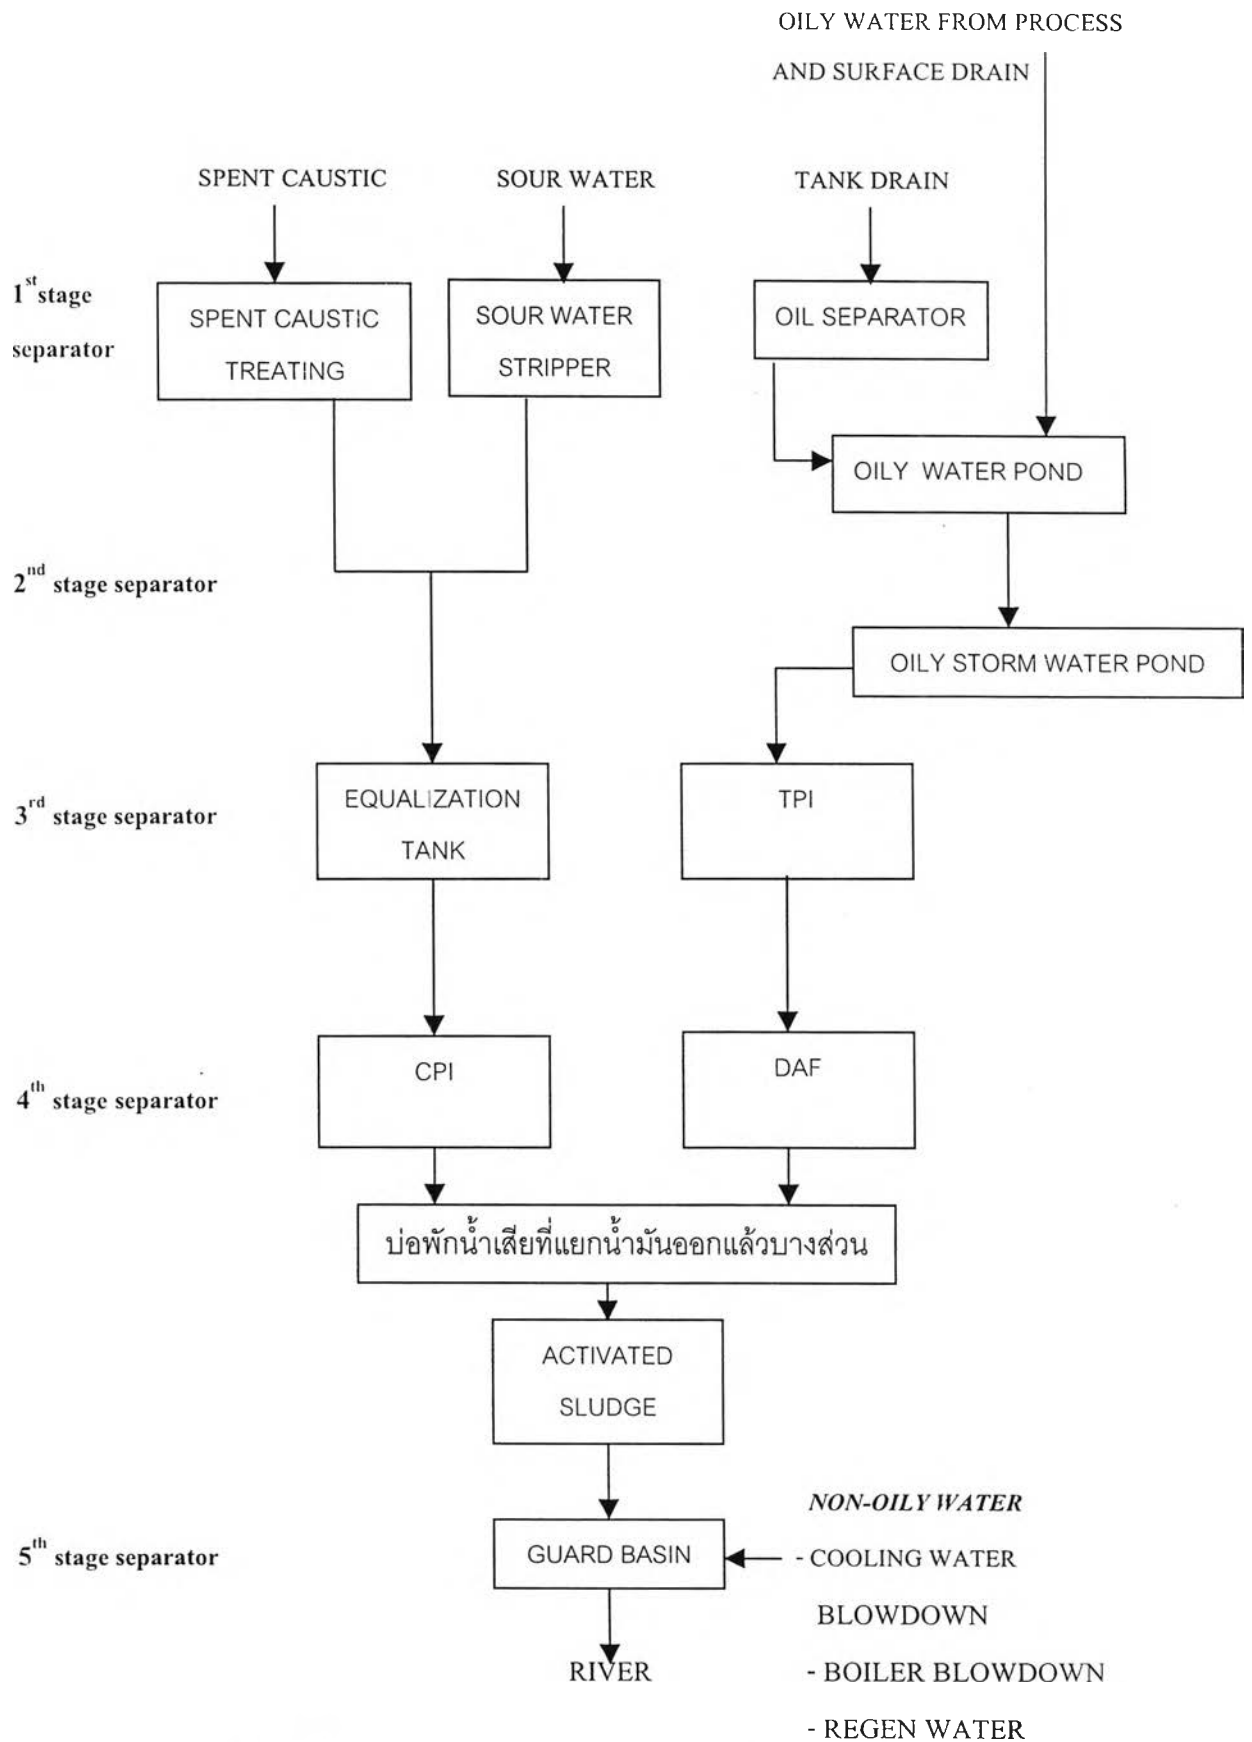 OILY WATER FROM PROCESS
AND SURFACE DRAIN
SPENT CAUSTIC
SOUR WATER
TANK DRAIN
1st stage
separator
SPENT CAUSTIC
TREATING
SOUR WATER
STRIPPER
OIL SEPARATOR
OILY WATER POND
2nd stage separator
OILY STORM WATER POND
3rd stage separator
EQUALIZATION
TANK
TPI
4th stage separator
CPI
DAF
บ่อพักน้ำเสียที่แยกน้ำมันออกแล้วบางส่วน
ACTIVATED
SLUDGE
5th stage separator
GUARD BASIN
NON-OILY WATER
- COOLING WATER
BLOWDOWN
- BOILER BLOWDOWN
- REGEN WATER
RIVER